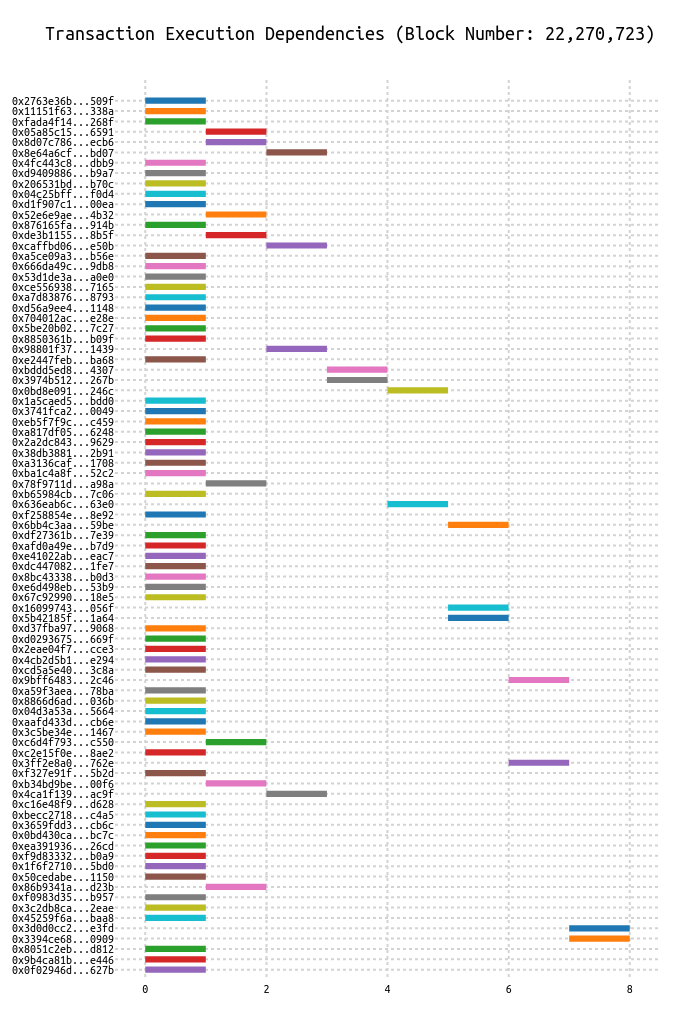 Transaction Execution Dependencies (Block Number: 22,270,723)
0x2763e36b...509f
0x11151f63...338a
0xfada4f14...268f
0x05a85c15...6591
0x8d07c786...ecb6
0x8e64a6cf...bd07
0x4fc443c8...dbb9
0xd9409886...b9a7
0x206531bd...b70c
0x04c25bff...f0d4
0xd1f907c1...00ea
0x52e6e9ae...4b32
0x876165fa...914b
0xde3b1155...8b5f
0xcaffbd06...e50b
0xa5ce09a3...b56e
0x666da49c...9db8
0x53d1de3a...a0e0
0xce556938...7165
0xa7d83876...8793
0xd56a9ee4...1148
0x704012ac...e28e
0x5be20b02...7c27
0x8850361b...b09f
0x98801f37...1439
0xe2447feb...ba68
0xbddd5ed8...4307
0x3974b512...267b
0x0bd8e091...246c
0x1a5caed5...bdd0
0x3741fca2...0049
0xeb5f7f9c...c459
0xa817df05...6248
0x2a2dc843...9629
0x38db3881...2b91
0xa3136caf...1708
0xba1c4a8f...52c2
0x78f9711d...a98a
0xb65984cb...7c06
0x636eab6c...63e0
0xf258854e...8e92
0x6bb4c3aa...59be
0xdf27361b...7e39
0xafd0a49e...b7d9
0xe41022ab...eac7
0xdc447082...1fe7
0x8bc43338...b0d3
0xe6d498eb...53b9
0x67c92990...18e5
0x16099743...056f
0x5b42185f...1a64
0xd37fba97...9068
0xd0293675...669f
0x2eae04f7...cce3
0x4cb2d5b1...e294
0xcd5a5e40...3c8a
0x9bff6483...2c46
0xa59f3aea...78ba
0x8866d6ad...036b
0x04d3a53a...5664
0xaafd433d...cb6e
0x3c5be34e...1467
0xc6d4f793...c550
0xc2e15f0e...8ae2
0x3ff2e8a0...762e
0xf327e91f...5b2d
0xb34bd9be...00f6
0x4ca1f139...ac9f
0xc16e48f9...d628
0xbecc2718...c4a5
0x3659fdd3...cb6c
0x0bd430ca...bc7c
0xea391936...26cd
0xf9d83332...b0a9
0x1f6f2710...5bd0
0x50cedabe...1150
0x86b9341a...d23b
0xf0983d35...b957
0x3c2db8ca...2eae
0x45259f6a...baa8
0x3d0d0cc2...e3fd
0x3394ce68...0909
0x8051c2eb...d812
0x9b4ca81b...e446
0x0f02946d...627b
0 2 4 6 8